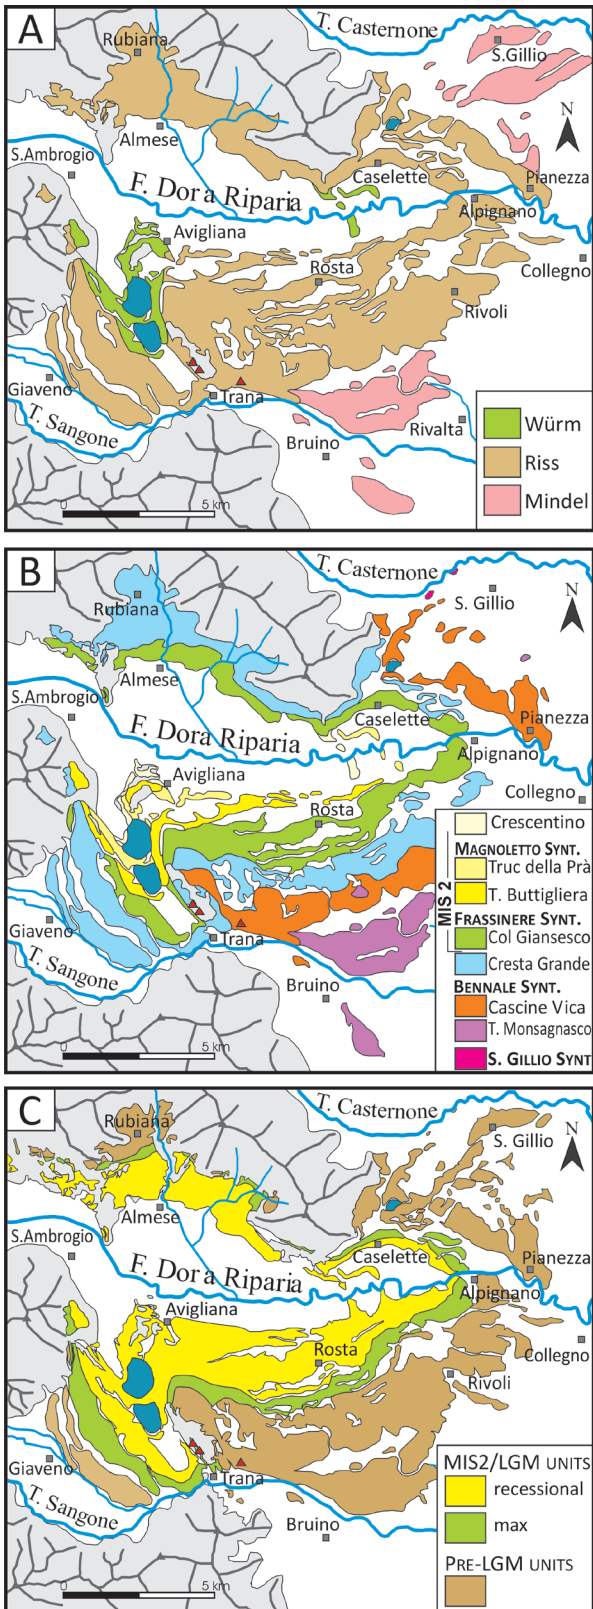 A
T. Casternone
Rubiana
S.Gillio
N
Almese
S.Ambrogio
Caselette
Pianezza
F. Dora Riparia
Alpignano
Avigliana
Collegno
Rosta
Rivoli
Giaveno
Trana
T. Sangone
Rivalta
Bruino
Würm
Riss
Mindel
0
5 km
B
T. Casternone
N
Rubiana
S. Gillio
Almese
S.Ambrogio
Caselette
Pianezza
F. Dora Riparia
Alpignano
Avigliana
Collegno
Rosta
Giaveno
Trana
T. Sangone
Bruino
MIS 2
Crescentino
MAGNOLETTO SYNT.
Truc della Prà
T. Buttigliera
FRASSINERE SYNT.
Col Giansesco
Cresta Grande
BENNALE SYNT.
Cascine Vica
T. Monsagnasco
S. GILLIO SYNT
0
5 km
C
T. Casternone
Rubiana
S. Gillio
N
Almese
S.Ambrogio
Caselette
Pianezza
F. Dora Riparia
Alpignano
Avigliana
Collegno
Rosta
Rivoli
Giaveno
Trana
T. Sangone
Bruino
MIS2/LGM UNITS
recessional
max
PRE-LGM UNITS
0
5 km